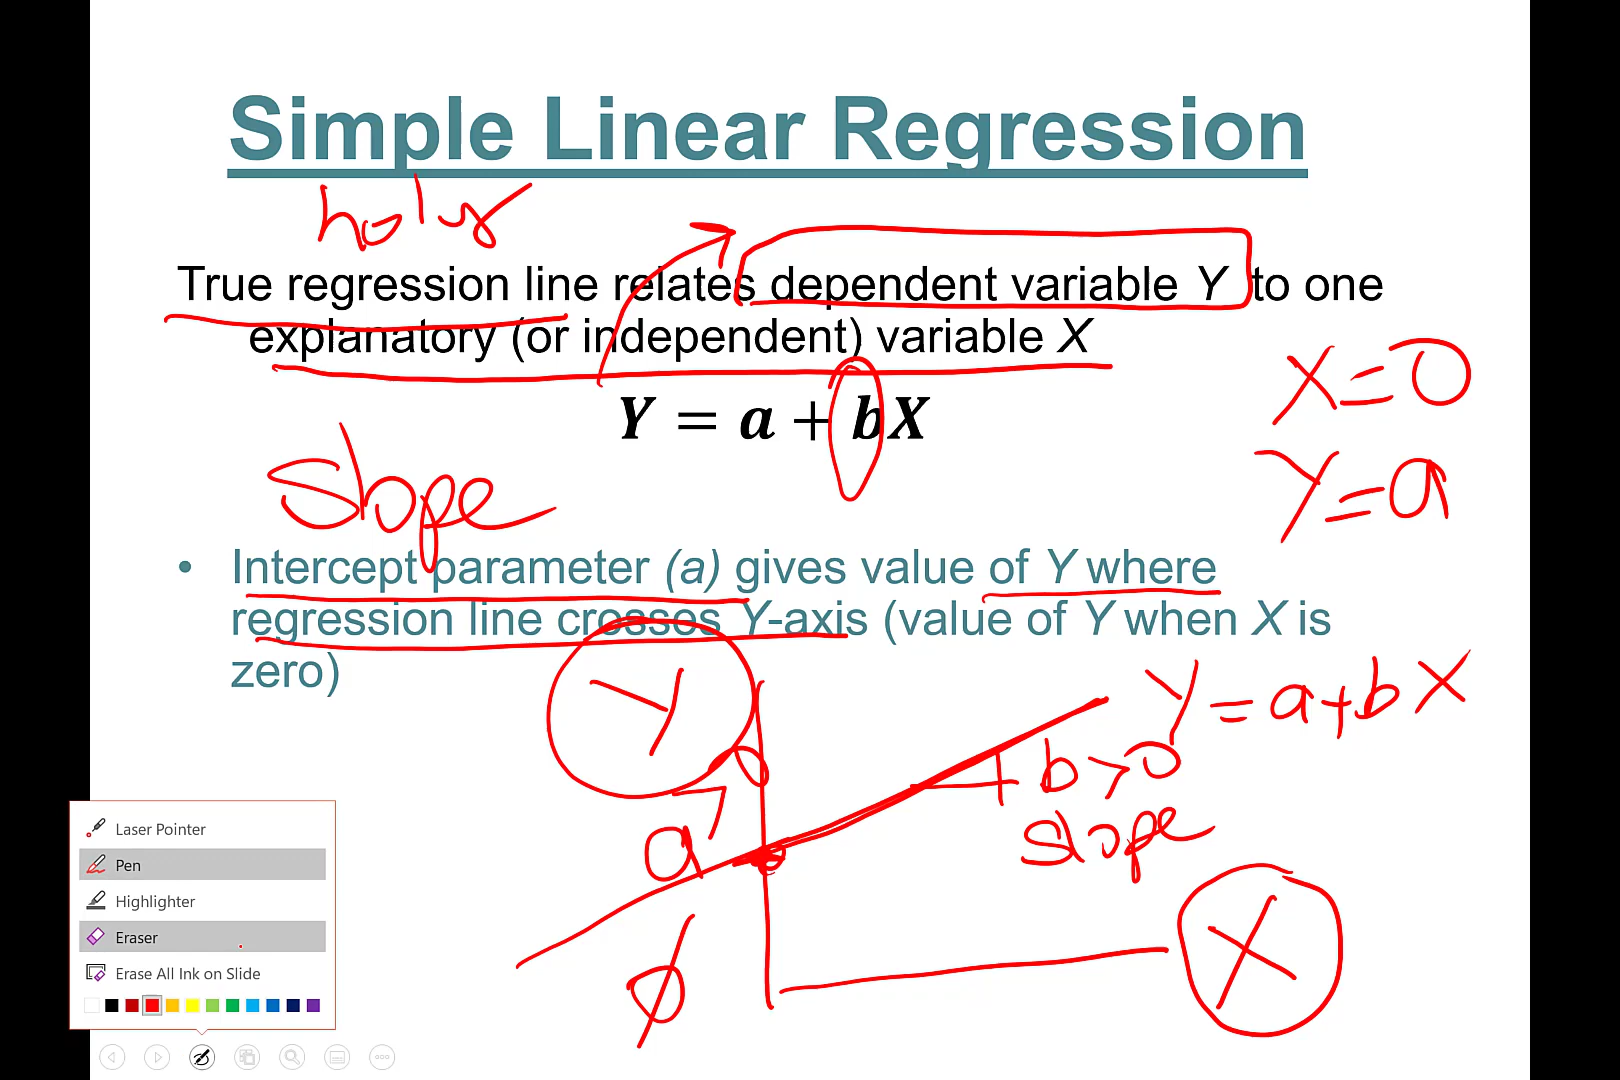 Simple Linear Regression
True regression line relates dependent variable Y to one
explanatory (or independent) variable X
X=0
Y = a + bX
Y=a
Slope
• Intercept parameter (a) gives value of Y where
regression line crosses Y-axis (value of Y when X is
zero)
Y
Y=a+bX
+ b>0
a
slope
X
Laser Pointer
Pen
Highlighter
Eraser
Erase All Ink on Slide